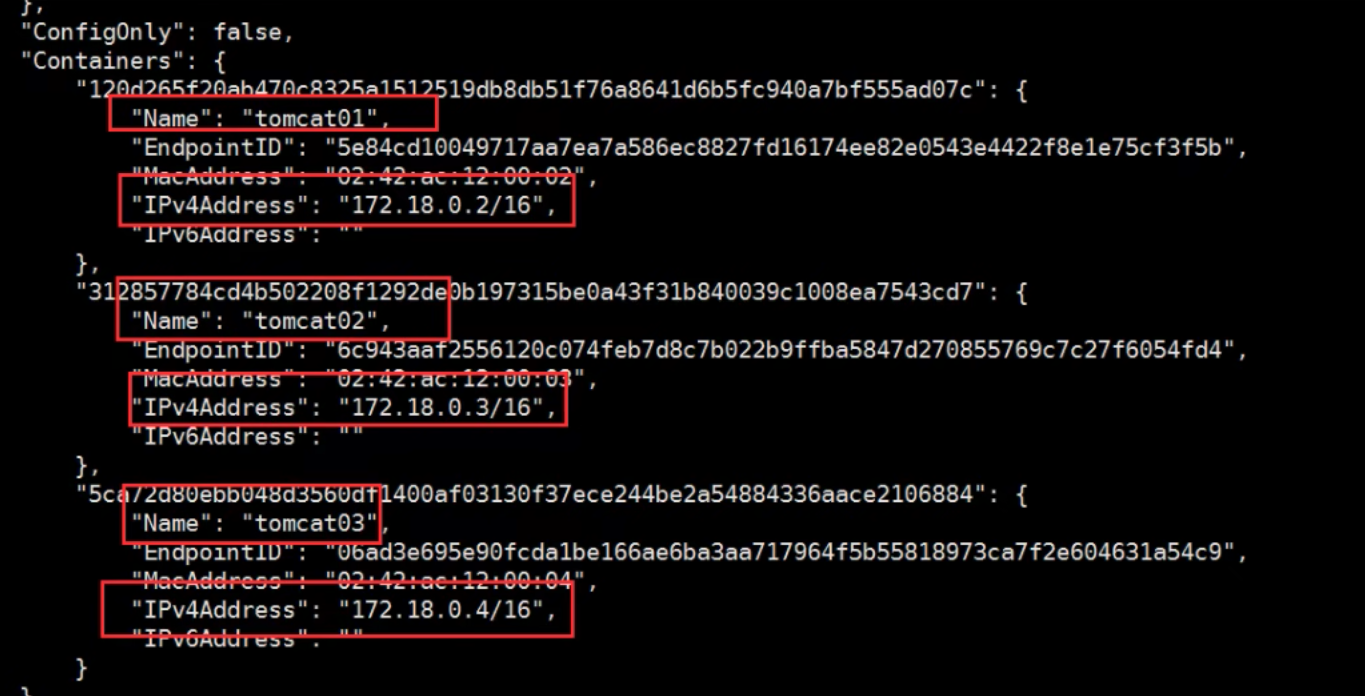 },
"ConfigOnly": false,
"Containers": {
"120d265f20ab470c8325a1512519db8db51f76a8641d6b5fc940a7bf555ad07c": {
"Name": "tomcat01",
"EndpointID": "5e84cd10049717aa7ea7a586ec8827fd16174ee82e0543e4422f8e1e75cf3f5b",
"MacAddress": "02:42:ac:12:00:02",
"IPv4Address": "172.18.0.2/16",
"IPv6Address": ""
},
"312857784cd4b502208f1292de0b197315be0a43f31b840039c1008ea7543cd7": {
"Name": "tomcat02",
"EndpointID": "6c943aaf2556120c074feb7d8c7b022b9ffba5847d270855769c7c27f6054fd4",
"MacAddress": "02:42:ac:12:00:03",
"IPv4Address": "172.18.0.3/16",
"IPv6Address": ""
},
"5ca72d80ebb048d3560df1400af03130f37ece244be2a54884336aace2106884": {
"Name": "tomcat03",
"EndpointID": "06ad3e695e90fcda1be166ae6ba3aa717964f5b55818973ca7f2e604631a54c9",
"MacAddress": "02:42:ac:12:00:04",
"IPv4Address": "172.18.0.4/16",
"IPv6Address": ""
}
}